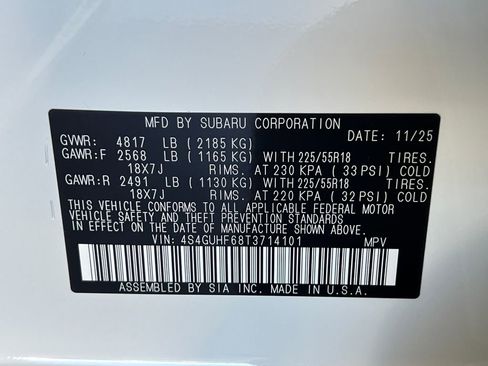 MFD BY SUBARU CORPORATION
GVWR: 4817 LB (2185 KG) DATE: 11/25
GAWR:F 2568 LB (1165 KG) WITH 225/55R18 TIRES.
18X7J RIMS. AT 230 KPA (33 PSI) COLD
GAWR:R 2491 LB (1130 KG) WITH 225/55R18 TIRES.
18X7J RIMS. AT 220 KPA (32 PSI) COLD
THIS VEHICLE CONFORMS TO ALL APPLICABLE FEDERAL MOTOR
VEHICLE SAFETY AND THEFT PREVENTION STANDARDS
IN EFFECT ON THE DATE OF MANUFACTURE SHOWN ABOVE.
VIN: 4S4GUHF68T3714101 MPV
ASSEMBLED BY SIA INC. MADE IN U.S.A.